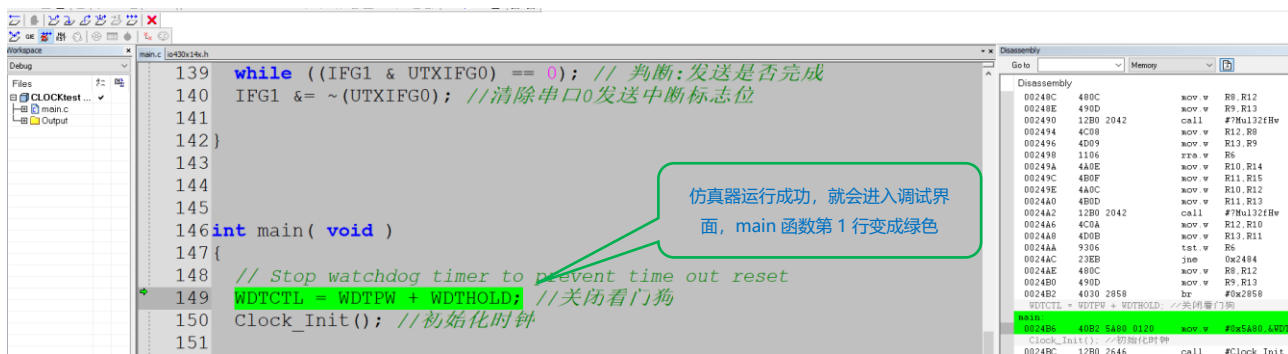 Workspace
Debug
Files
CLOCKtest ...
main.c
Output
main.c io430x14x.h
139 while ((IFG1 & UTXIFG0) == 0); // 判断:发送是否完成
140 IFG1 &= ~(UTXIFG0); //清除串口0发送中断标志位
141
142 }
143
144
145
146 int main( void )
147 {
148 // Stop watchdog timer to prevent time out reset
149 WDTCTL = WDTPW + WDTHOLD; //关闭看门狗
150 Clock_Init(); //初始化时钟
151
仿真器运行成功，就会进入调试界
面，main 函数第 1 行变成绿色
Disassembly
Go to Memory
Disassembly
00248C 480C mov.w R8,R12
00248E 490D mov.w R9,R13
002490 12B0 2042 call #?Mul32fHw
002494 4C08 mov.w R12,R8
002496 4D09 mov.w R13,R9
002498 1106 rra.w R6
00249A 4A0E mov.w R10,R14
00249C 4B0F mov.w R11,R15
00249E 4A0C mov.w R10,R12
0024A0 4B0D mov.w R11,R13
0024A2 12B0 2042 call #?Mul32fHw
0024A6 4C0A mov.w R12,R10
0024A8 4D0B mov.w R13,R11
0024AA 9306 tst.w R6
0024AC 23EB jne 0x2484
0024AE 480C mov.w R8,R12
0024B0 490D mov.w R9,R13
0024B2 4030 2858 br #0x2858
WDTCTL = WDTPW + WDTHOLD; //关闭看门狗
main:
0024B6 40B2 5A80 0120 mov.w #0x5A80,&WDT
Clock_Init(); //初始化时钟
0024BC 12B0 2646 call #Clock_Init